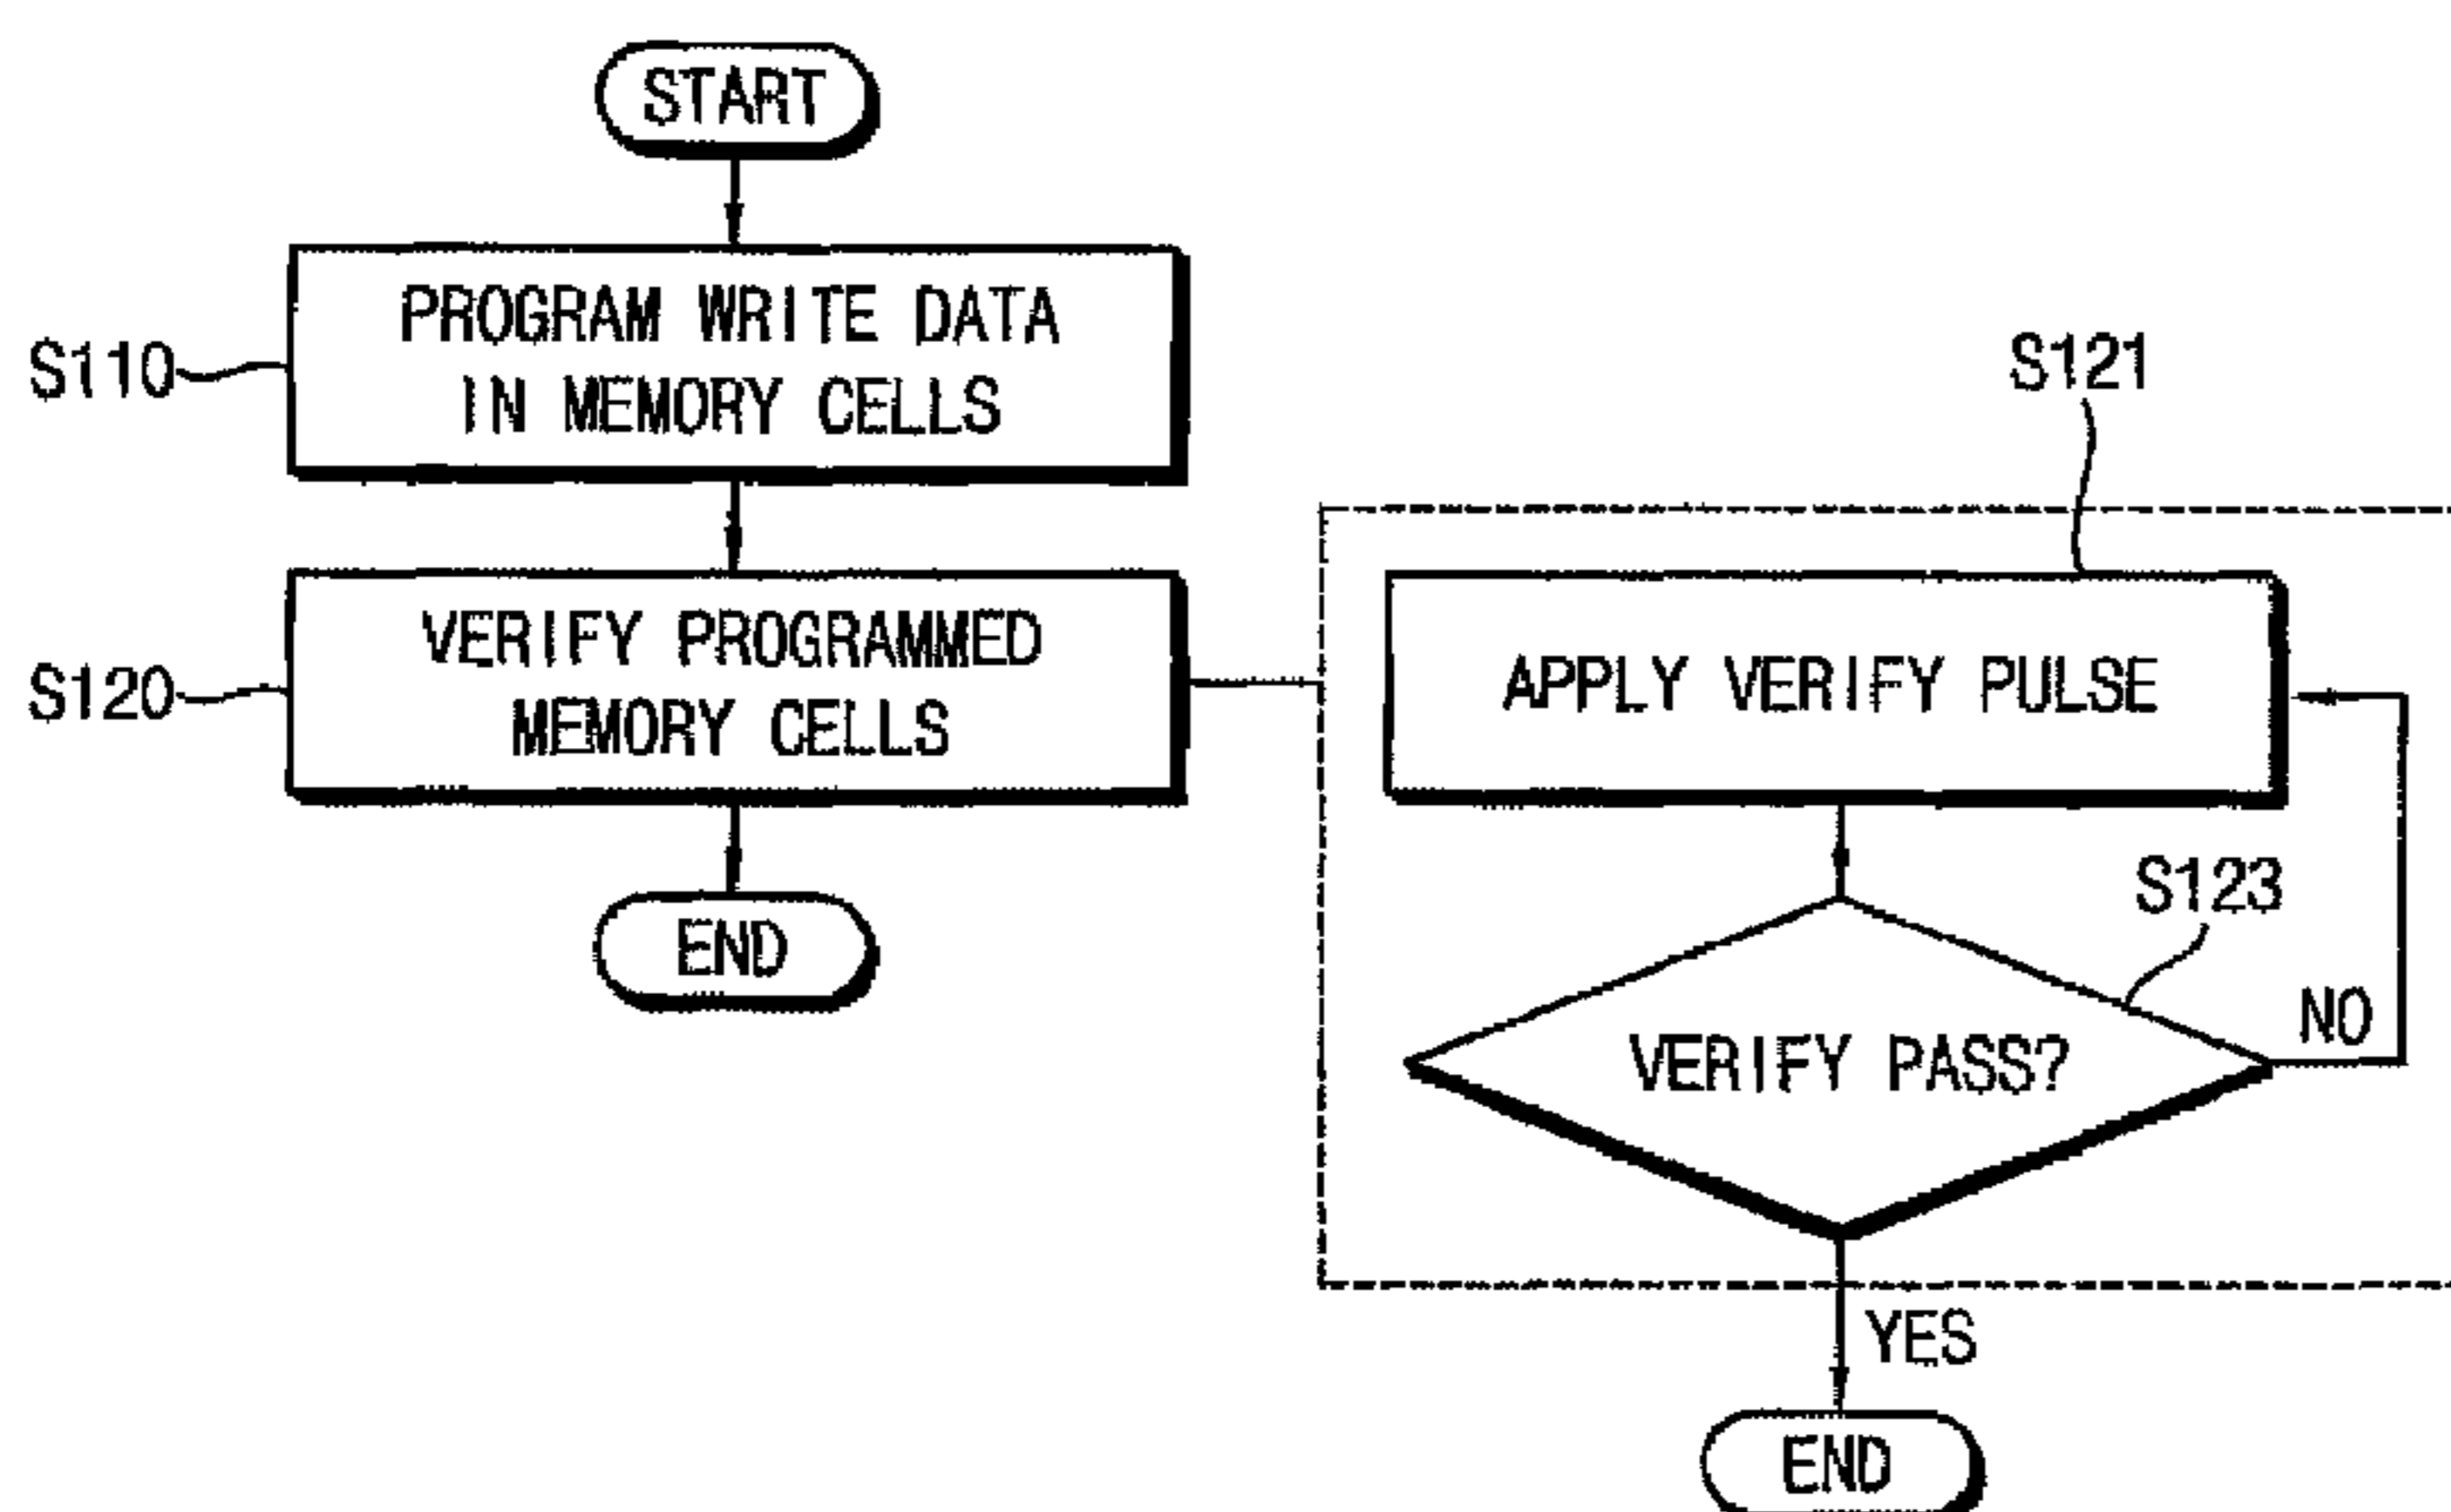 START
S110
PROGRAM WRITE DATA
IN MEMORY CELLS
S120
VERIFY PROGRAMMED
MEMORY CELLS
END
S121
APPLY VERIFY PULSE
S123
VERIFY PASS?
NO
YES
END